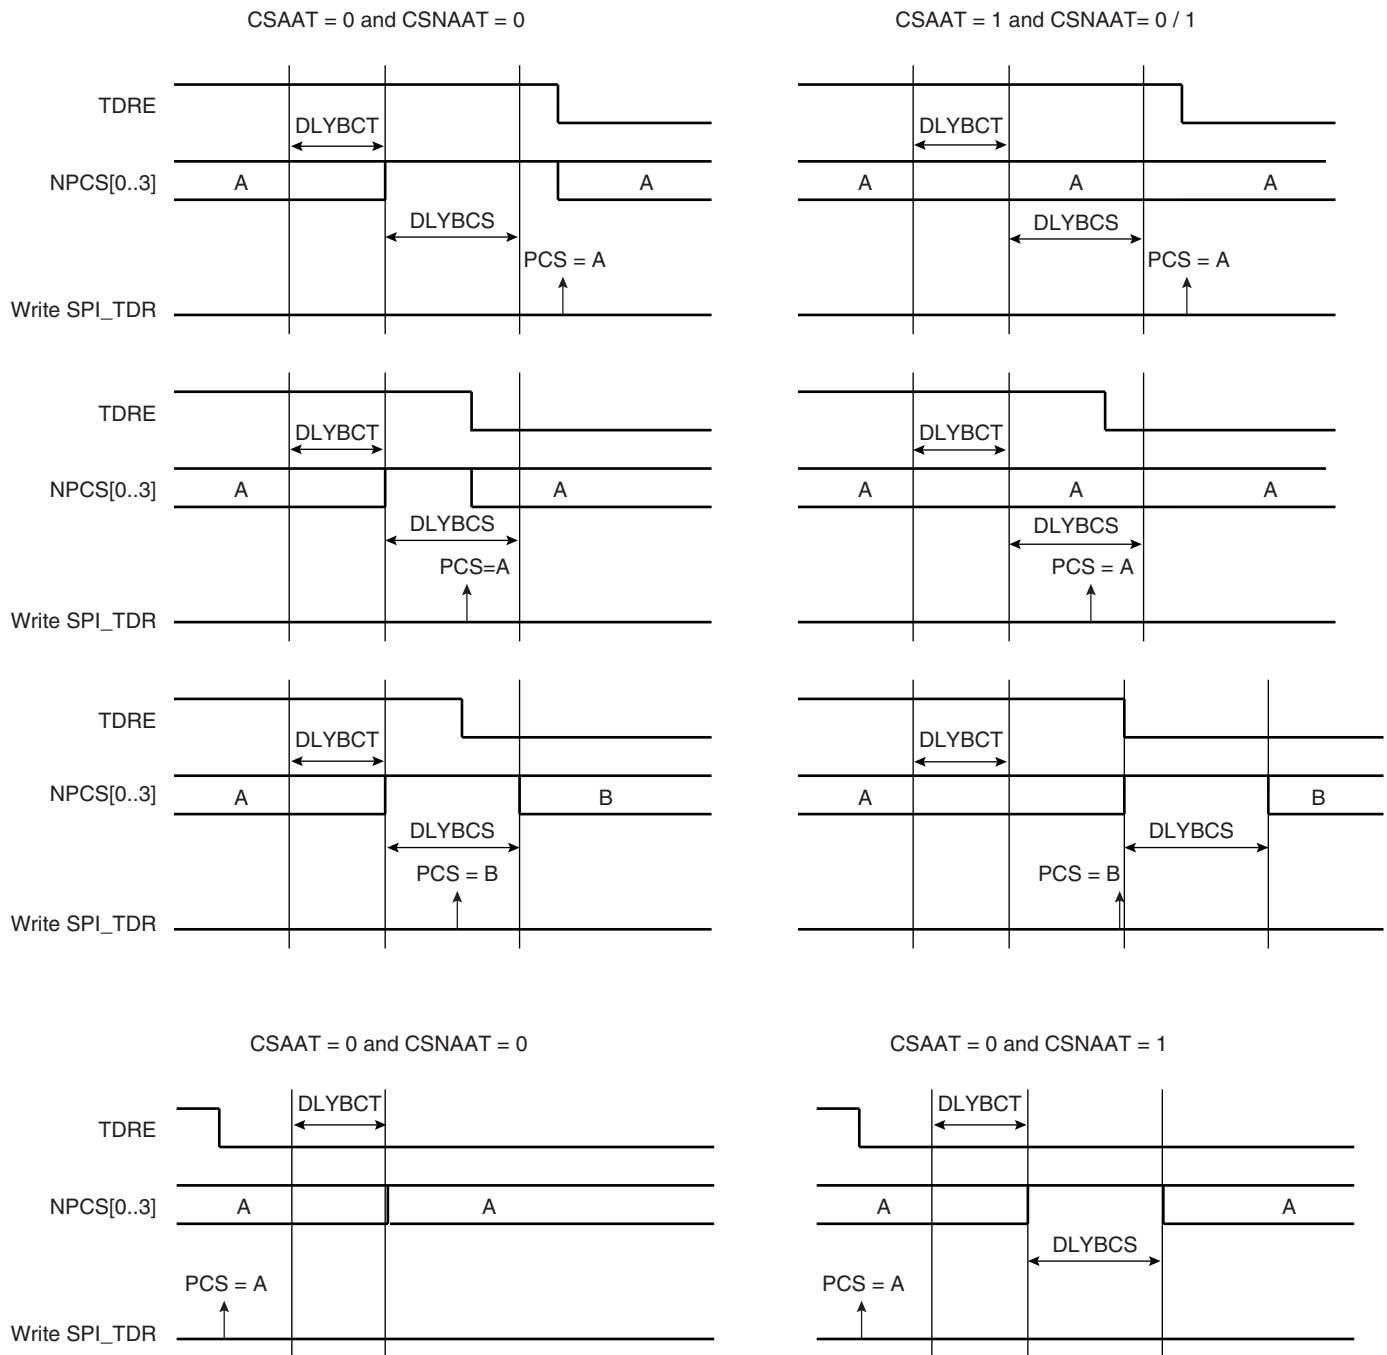 CSAAT = 0 and CSNAAT = 0
CSAAT = 1 and CSNAAT= 0 / 1
TDRE
DLYBCT
DLYBCT
NPCS[0..3]
A
A
A
A
A
DLYBCS
DLYBCS
PCS = A
PCS = A
Write SPI_TDR
TDRE
DLYBCT
DLYBCT
NPCS[0..3]
A
A
A
A
A
DLYBCS
DLYBCS
PCS=A
PCS = A
Write SPI_TDR
TDRE
DLYBCT
DLYBCT
NPCS[0..3]
A
B
A
B
DLYBCS
DLYBCS
PCS = B
PCS = B
Write SPI_TDR
CSAAT = 0 and CSNAAT = 0
CSAAT = 0 and CSNAAT = 1
DLYBCT
DLYBCT
TDRE
NPCS[0..3]
A
A
A
A
DLYBCS
PCS = A
PCS = A
Write SPI_TDR